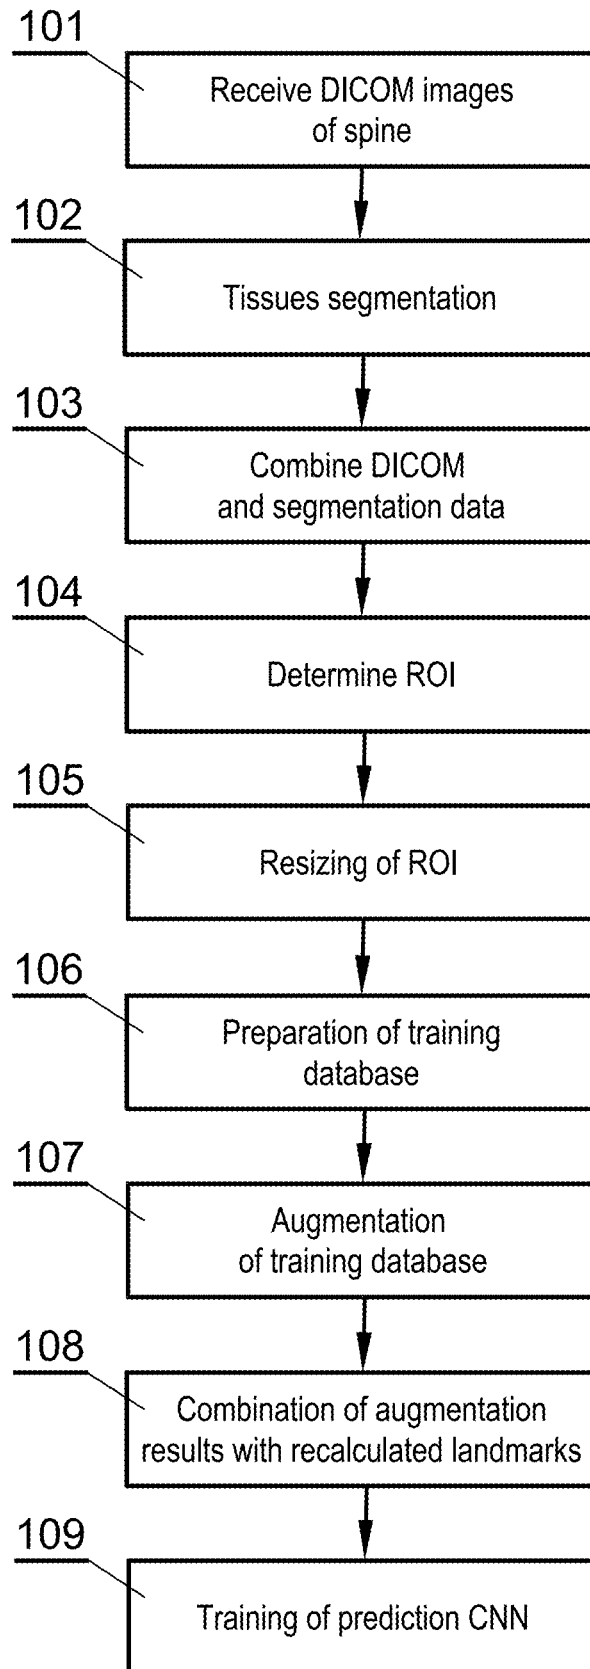 101
Receive DICOM images
of spine
102
Tissues segmentation
103
Combine DICOM
and segmentation data
104
Determine ROI
105
Resizing of ROI
106
Preparation of training
database
107
Augmentation
of training database
108
Combination of augmentation
results with recalculated landmarks
109
Training of prediction CNN